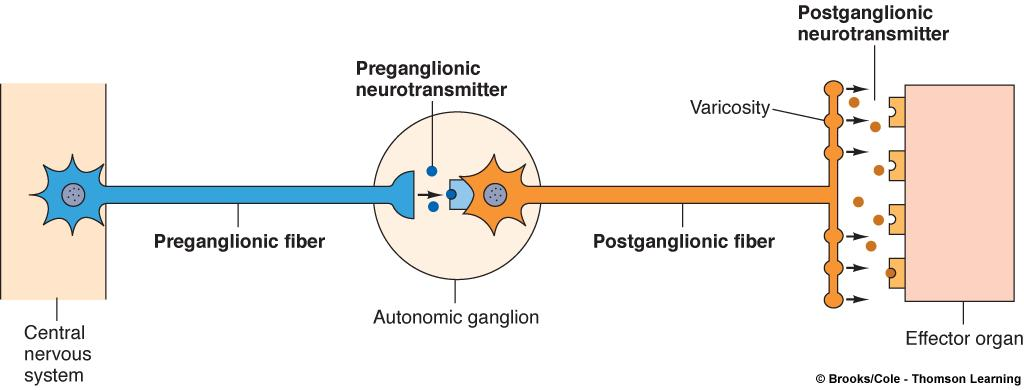 Postganglionic
neurotransmitter
Preganglionic
neurotransmitter
Varicosity
Preganglionic fiber
Postganglionic fiber
Autonomic ganglion
Central
nervous
system
Effector organ
© Brooks/Cole - Thomson Learning